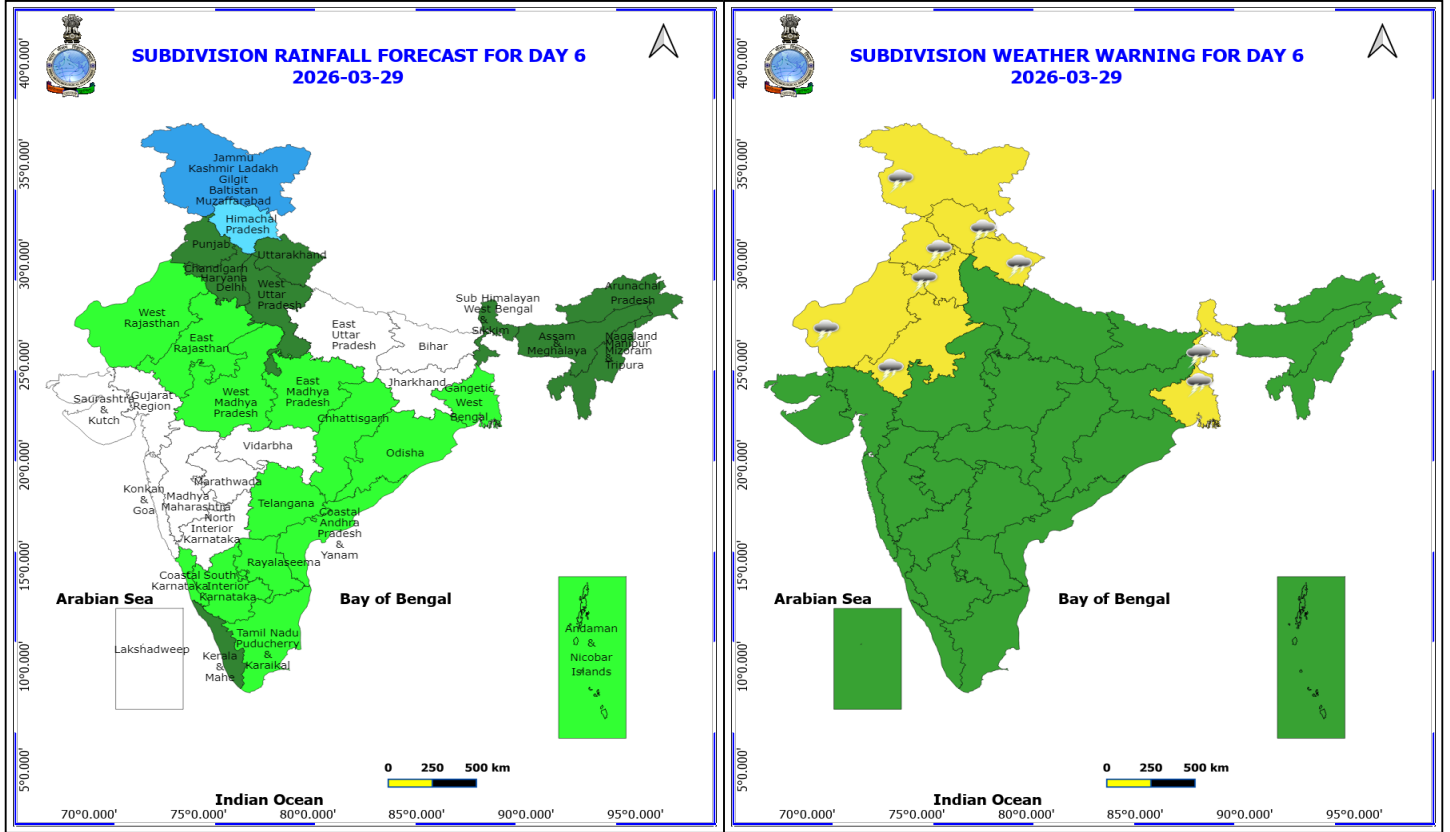 SUBDIVISION RAINFALL FORECAST FOR DAY 6
2026-03-29
40°0.000'
35°0.000'
30°0.000'
25°0.000'
20°0.000'
15°0.000'
10°0.000'
5°0.000'
Jammu
Kashmir Ladakh
Gilgit
Baltistan
Muzaffarabad
Himachal
Pradesh
Punjab
Uttarakhand
Chandigarh
Haryana
Delhi
West
Uttar
Pradesh
West
Rajasthan
East
Rajasthan
East
Uttar
Pradesh
Bihar
Sub Himalayan
West Bengal
&
Sikkim
Arunachal
Pradesh
Assam
&
Meghalaya
Nagaland
Manipur
Mizoram
&
Tripura
Saurashtra
&
Kutch
Gujarat
Region
West
Madhya
Pradesh
East
Madhya
Pradesh
Jharkhand
Gangetic
West
Bengal
Chhattisgarh
Odisha
Vidarbha
Konkan
&
Goa
Madhya
Maharashtra
Marathwada
North
Interior
Karnataka
Telangana
Coastal
Andhra
Pradesh
&
Yanam
Rayalaseema
Coastal
Karnataka
South
Interior
Karnataka
Tamil Nadu
Puducherry
&
Karaikal
Kerala
&
Mahe
Lakshadweep
Andaman
&
Nicobar
Islands
Arabian Sea
Bay of Bengal
Indian Ocean
0 250 500 km
70°0.000' 75°0.000' 80°0.000' 85°0.000' 90°0.000' 95°0.000'
SUBDIVISION WEATHER WARNING FOR DAY 6
2026-03-29
40°0.000'
35°0.000'
30°0.000'
25°0.000'
20°0.000'
15°0.000'
10°0.000'
5°0.000'
Arabian Sea
Bay of Bengal
Indian Ocean
0 250 500 km
70°0.000' 75°0.000' 80°0.000' 85°0.000' 90°0.000' 95°0.000'